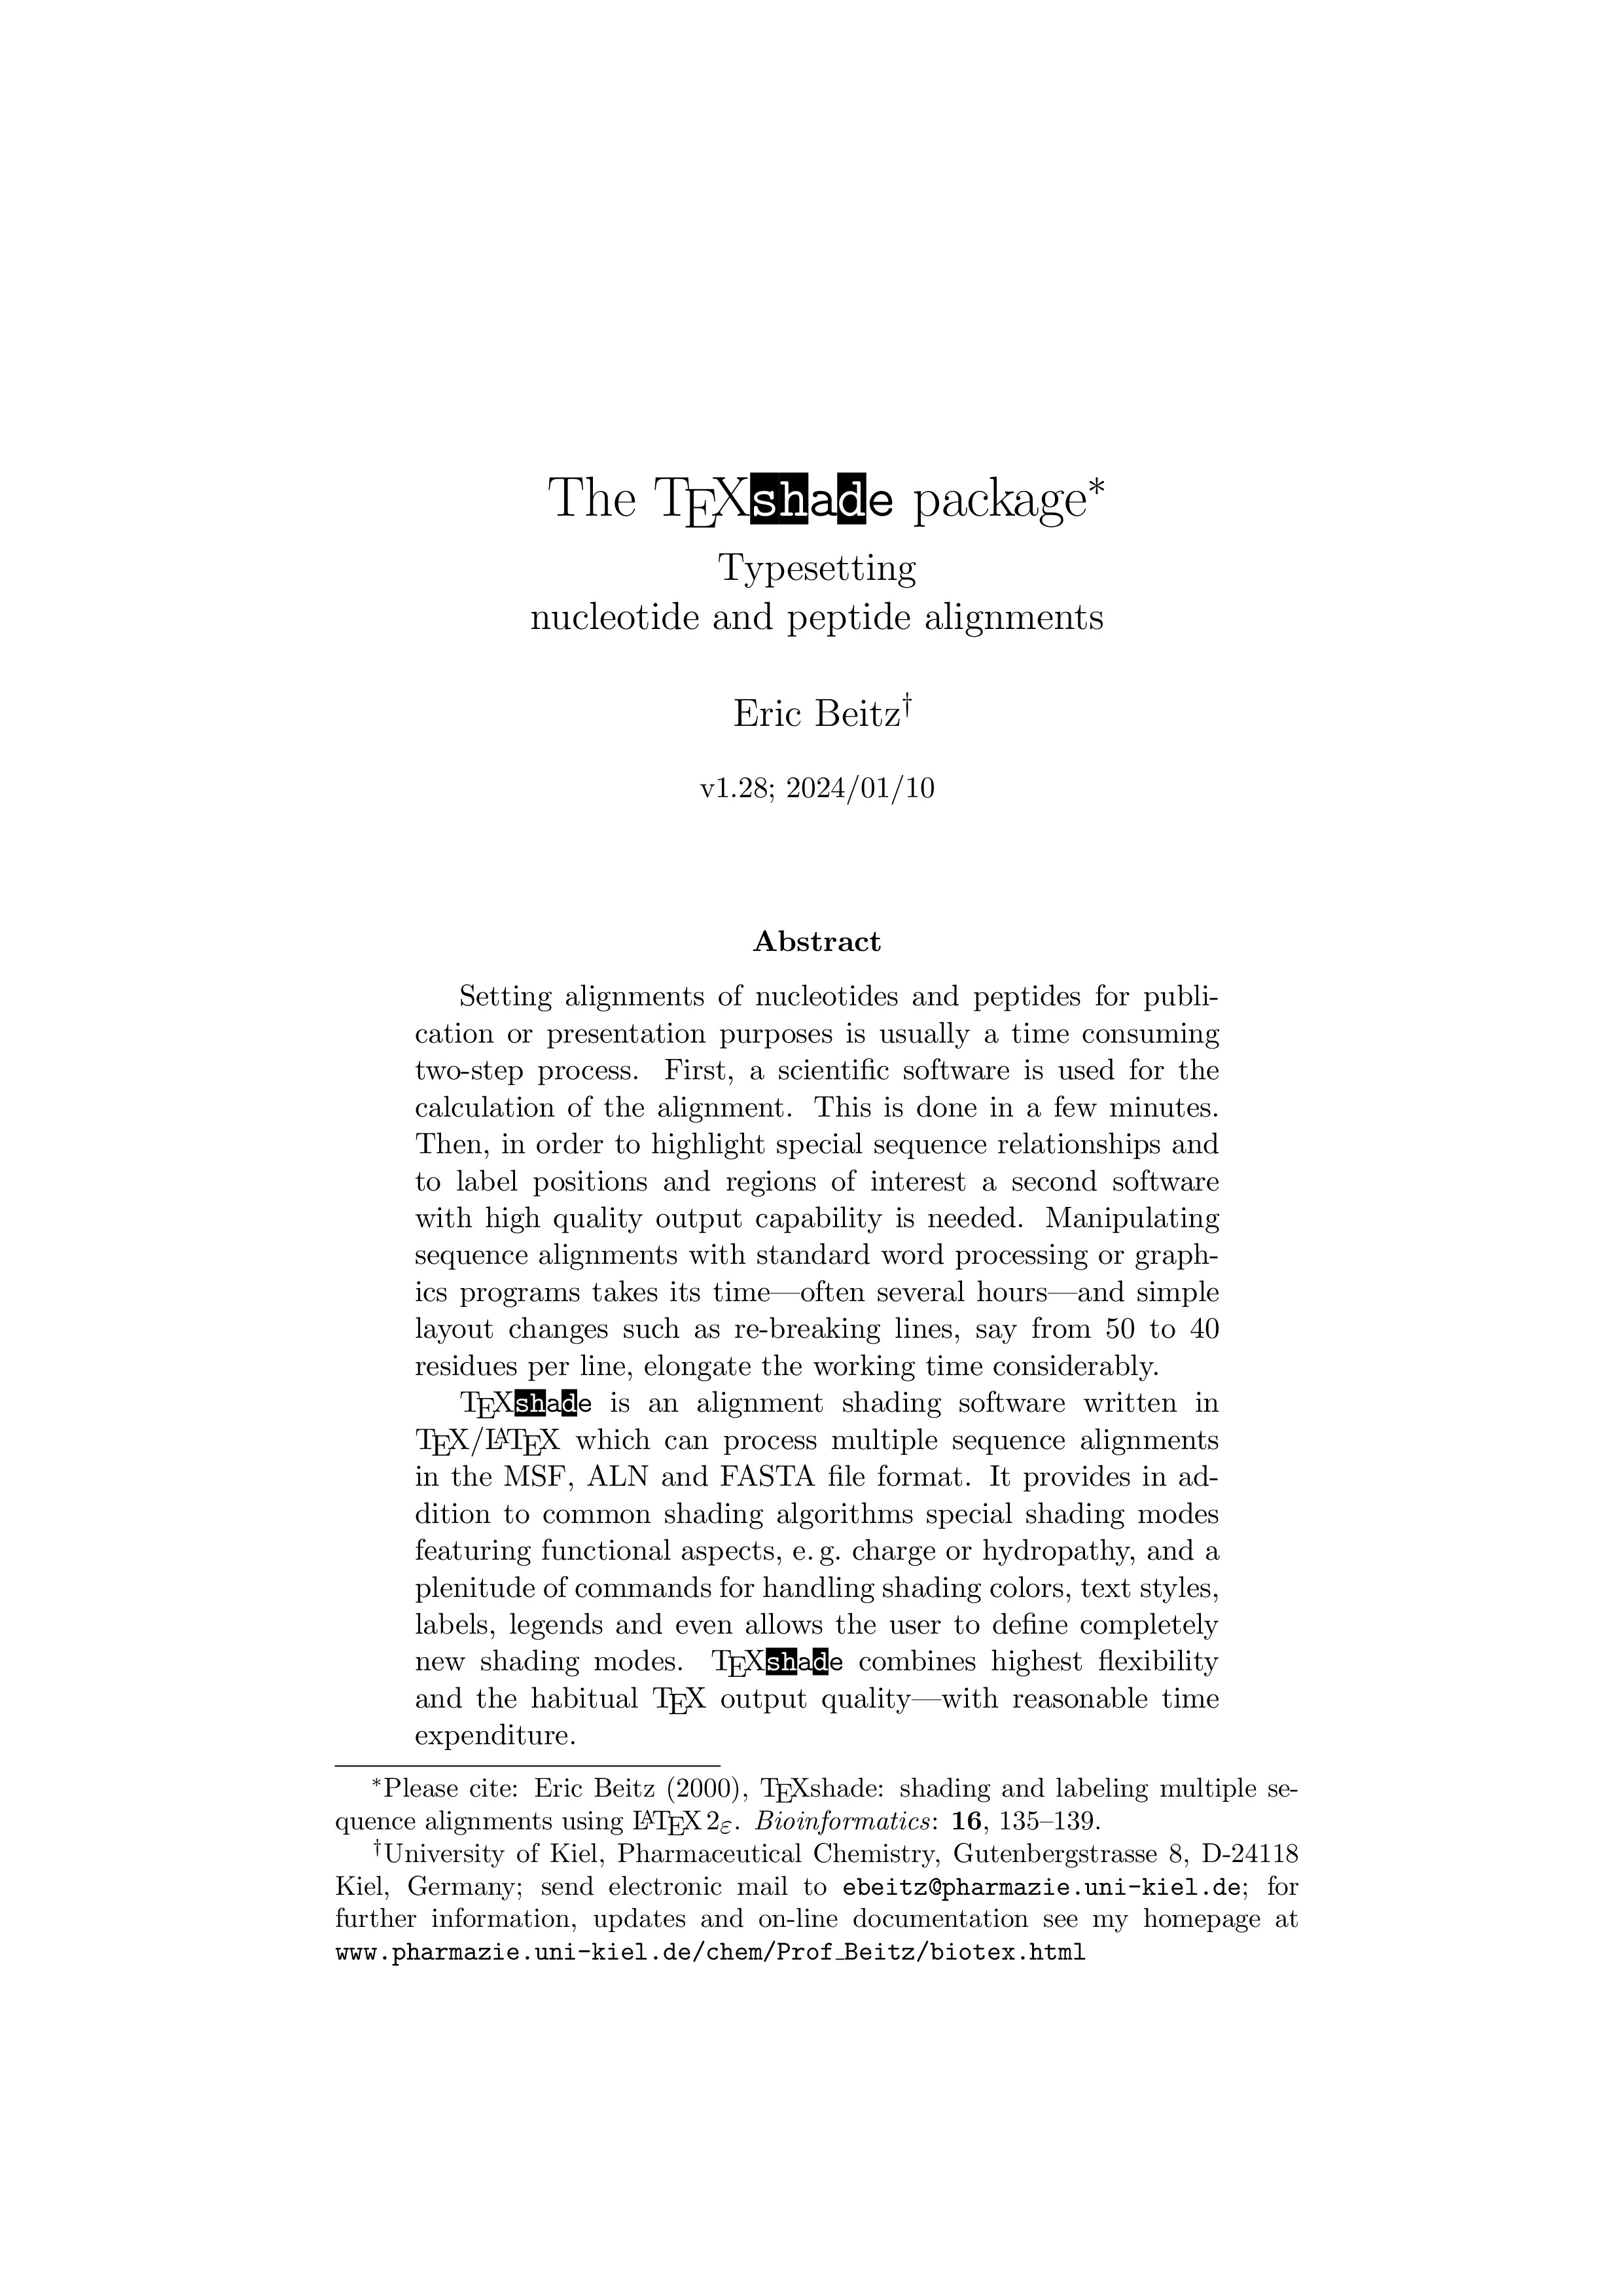 The TEXshade package*
Typesetting
nucleotide and peptide alignments
Eric Beitz†
v1.28; 2024/01/10
Abstract
Setting alignments of nucleotides and peptides for publi-
cation or presentation purposes is usually a time consuming
two-step process. First, a scientific software is used for the
calculation of the alignment. This is done in a few minutes.
Then, in order to highlight special sequence relationships and
to label positions and regions of interest a second software
with high quality output capability is needed. Manipulating
sequence alignments with standard word processing or graph-
ics programs takes its time—often several hours—and simple
layout changes such as re-breaking lines, say from 50 to 40
residues per line, elongate the working time considerably.
TEXshade is an alignment shading software written in
TEX/LATEX which can process multiple sequence alignments
in the MSF, ALN and FASTA file format. It provides in ad-
dition to common shading algorithms special shading modes
featuring functional aspects, e. g. charge or hydropathy, and a
plenitude of commands for handling shading colors, text styles,
labels, legends and even allows the user to define completely
new shading modes. TEXshade combines highest flexibility
and the habitual TEX output quality—with reasonable time
expenditure.
*Please cite: Eric Beitz (2000), TEXshade: shading and labeling multiple se-
quence alignments using LATEX 2ε. Bioinformatics: 16, 135–139.
†University of Kiel, Pharmaceutical Chemistry, Gutenbergstrasse 8, D-24118
Kiel, Germany; send electronic mail to ebeitz@pharmazie.uni-kiel.de; for
further information, updates and on-line documentation see my homepage at
www.pharmazie.uni-kiel.de/chem/Prof_Beitz/biotex.html